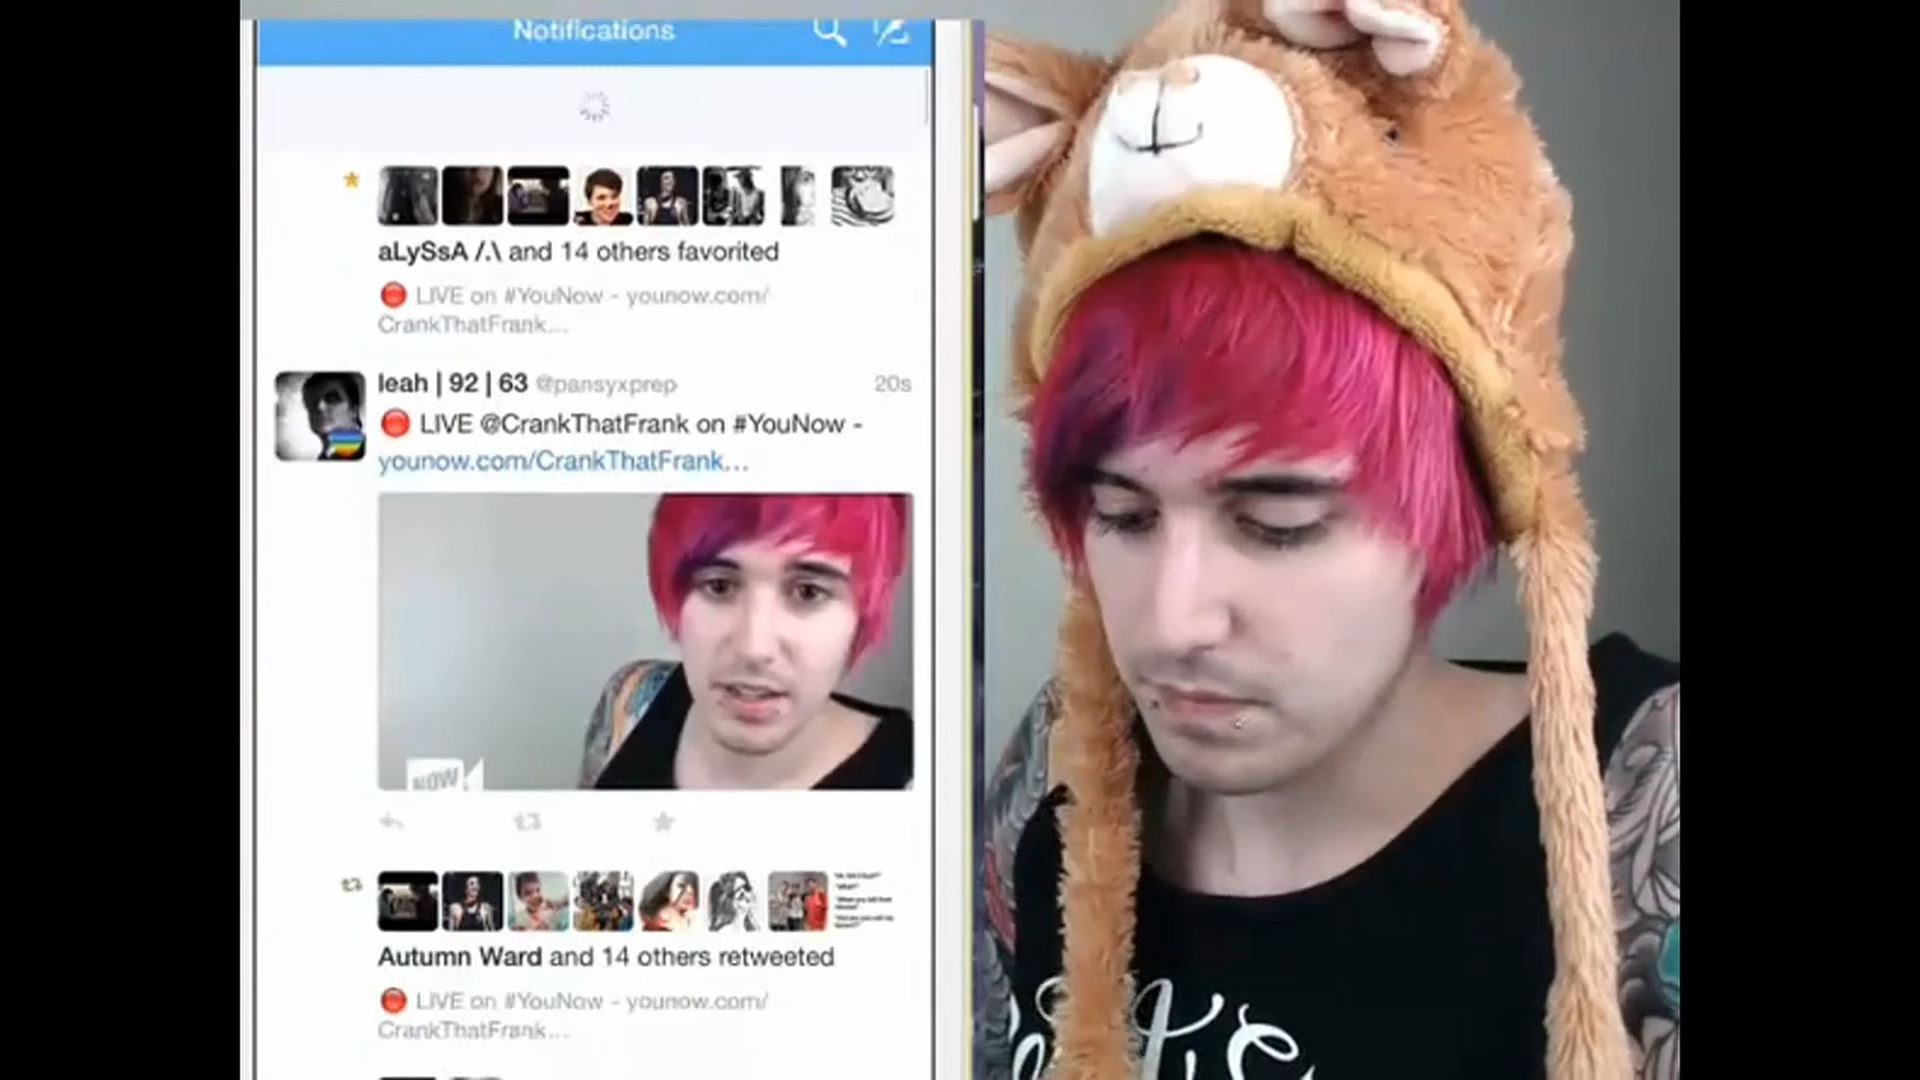 Notifications
aLySsA /.\ and 14 others favorited
🔴 LIVE on #YouNow - younow.com/
CrankThatFrank...
leah | 92 | 63 @pansyxprep 20s
🔴 LIVE @CrankThatFrank on #YouNow -
younow.com/CrankThatFrank...
NOW
Autumn Ward and 14 others retweeted
🔴 LIVE on #YouNow - younow.com/
CrankThatFrank...